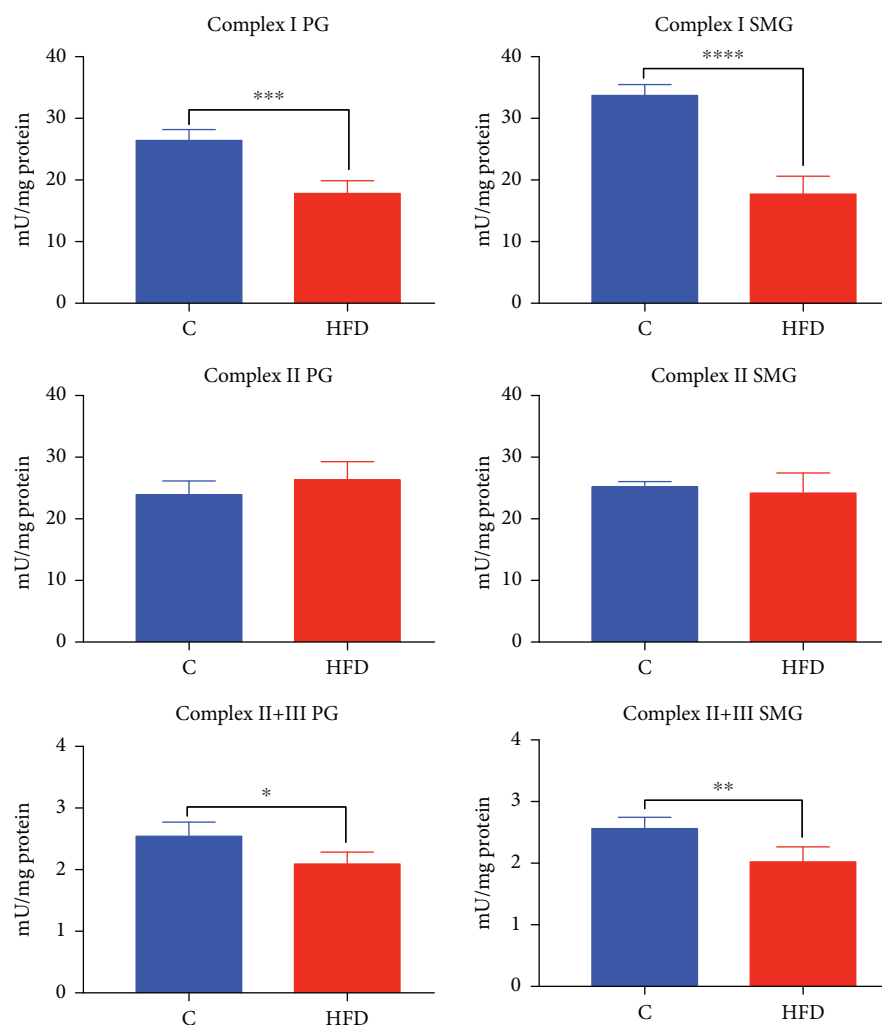 Complex I PG
mU/mg protein
40
30
20
10
0
***
C HFD
Complex I SMG
mU/mg protein
40
30
20
10
0
****
C HFD
Complex II PG
mU/mg protein
40
30
20
10
0
C HFD
Complex II SMG
mU/mg protein
40
30
20
10
0
C HFD
Complex II+III PG
mU/mg protein
4
3
2
1
0
*
C HFD
Complex II+III SMG
mU/mg protein
4
3
2
1
0
**
C HFD